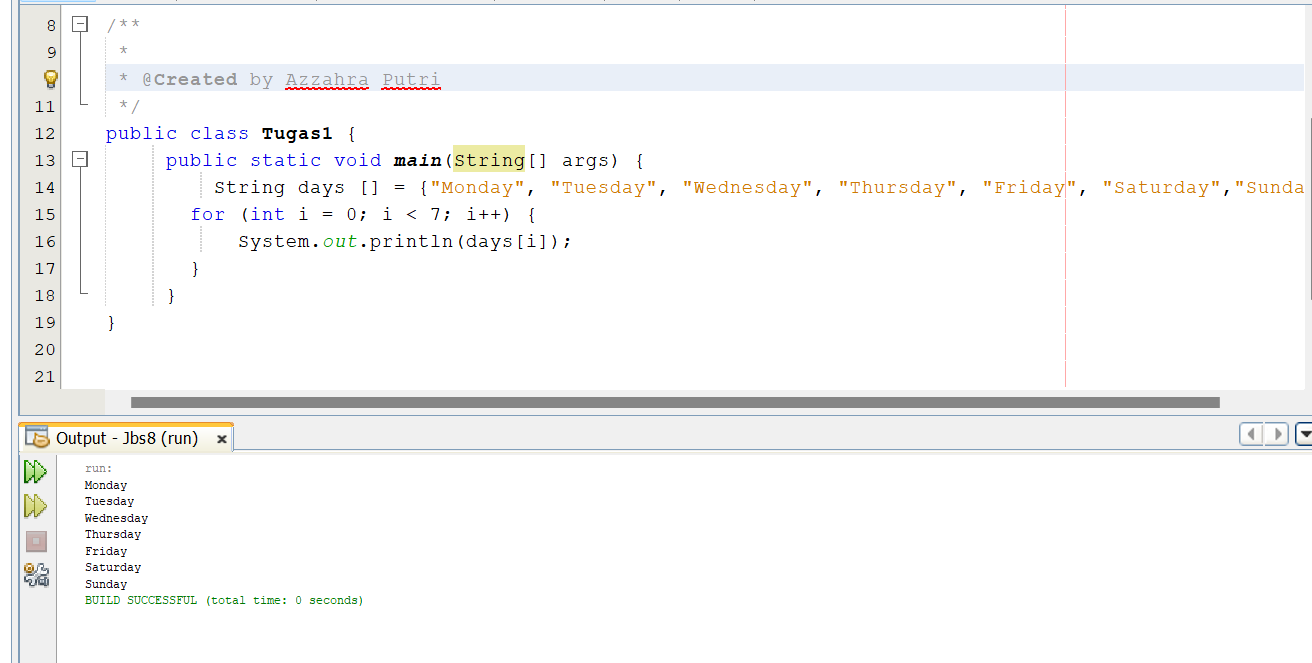 8 /**
9 *
* @Created by Azzahra Putri
11 */
12 public class Tugas1 {
13 public static void main(String[] args) {
14 String days [] = {"Monday", "Tuesday", "Wednesday", "Thursday", "Friday", "Saturday","Sunda
15 for (int i = 0; i < 7; i++) {
16 System.out.println(days[i]);
17 }
18 }
19 }
20
21
Output - Jbs8 (run) ×
run:
Monday
Tuesday
Wednesday
Thursday
Friday
Saturday
Sunday
BUILD SUCCESSFUL (total time: 0 seconds)